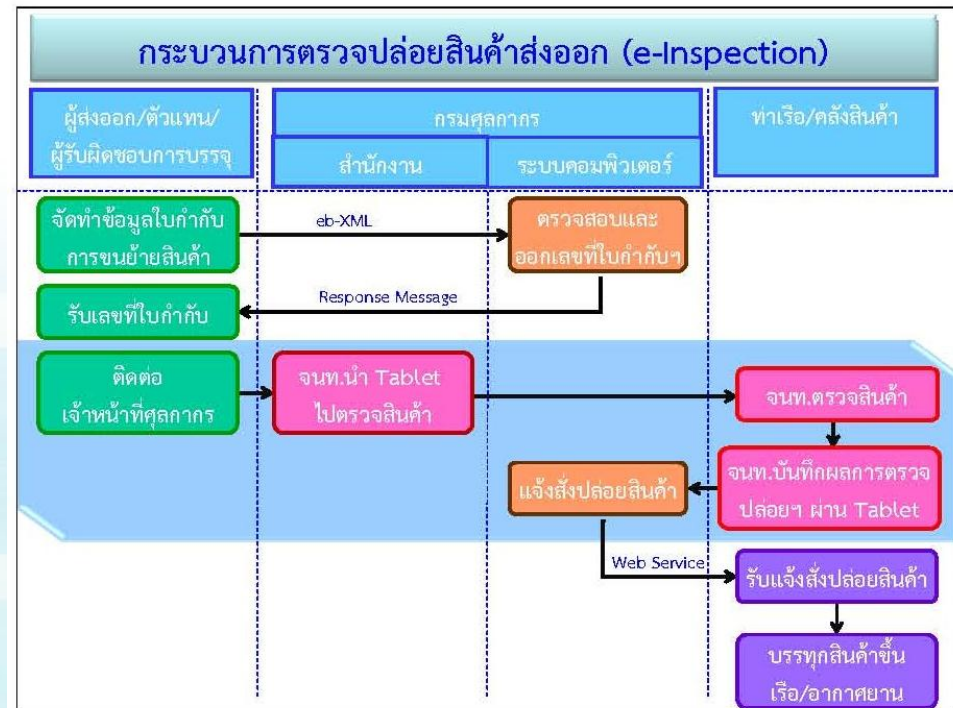 กระบวนการตรวจปล่อยสินค้าส่งออก (e-Inspection)
ผู้ส่งออก/ตัวแทน/
ผู้รับผิดชอบการบรรจุ
กรมศุลกากร
ท่าเรือ/คลังสินค้า
สำนักงาน
ระบบคอมพิวเตอร์
จัดทำข้อมูลใบกำกับ
การขนย้ายสินค้า
eb-XML
ตรวจสอบและ
ออกเลขที่ใบกำกับฯ
Response Message
รับเลขที่ใบกำกับ
ติดต่อ
เจ้าหน้าที่ศุลกากร
จนท.นำ Tablet
ไปตรวจสินค้า
จนท.ตรวจสินค้า
แจ้งสั่งปล่อยสินค้า
จนท.บันทึกผลการตรวจ
ปล่อยฯ ผ่าน Tablet
Web Service
รับแจ้งสั่งปล่อยสินค้า
บรรทุกสินค้าขึ้น
เรือ/อากาศยาน